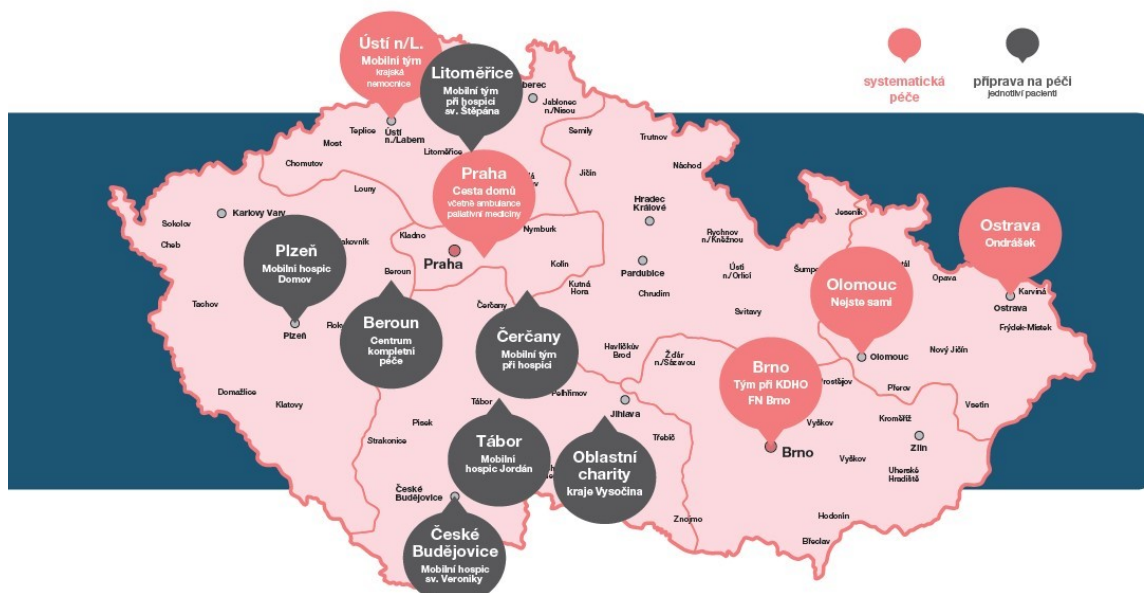 Ústí n/L.
Mobilní tým
krajská
nemocnice
Litoměřice
Mobilní tým
při hospici
sv. Štěpána
systematická
péče
příprava na péči
jednotliví pacienti
Jablonec
n./Nisou
Teplice
Ústí
n./Labem
Most
Chomutov
Litoměřice
Semily
Trutnov
Jičín
Náchod
Louny
Praha
Cesta domů
včetně ambulance
paliativní medicíny
Karlovy Vary
Sokolov
Cheb
Hradec
Králové
Rychnov
n./Kněžnou
Jeseník
Ostrava
Ondrášek
Plzeň
Mobilní hospic
Domov
Kladno
Praha
Nymburk
Kolín
Beroun
Kutná
Hora
Pardubice
Chrudim
Ústí
n./Orlicí
Svitavy
Olomouc
Nejste sami
Opava
Karviná
Ostrava
Frýdek-Místek
Tachov
Plzeň
Beroun
Centrum
kompletní
péče
Čerčany
Čerčany
Mobilní tým
při hospici
Havlíčkův
Brod
Žďár
n./Sázavou
Olomouc
Nový Jičín
Domažlice
Klatovy
Písek
Strakonice
Tábor
Pelhřimov
Jihlava
Třebíč
Brno
Tým při KDHO
FN Brno
Prostějov
Přerov
Vsetín
Kroměříž
Zlín
Vyškov
Brno
Vyškov
Uherské
Hradiště
Tábor
Mobilní
hospic Jordán
Oblastní
charity
kraje Vysočina
České
Budějovice
Znojmo
Hodonín
Břeclav
České
Budějovice
Mobilní hospic
sv. Veroniky